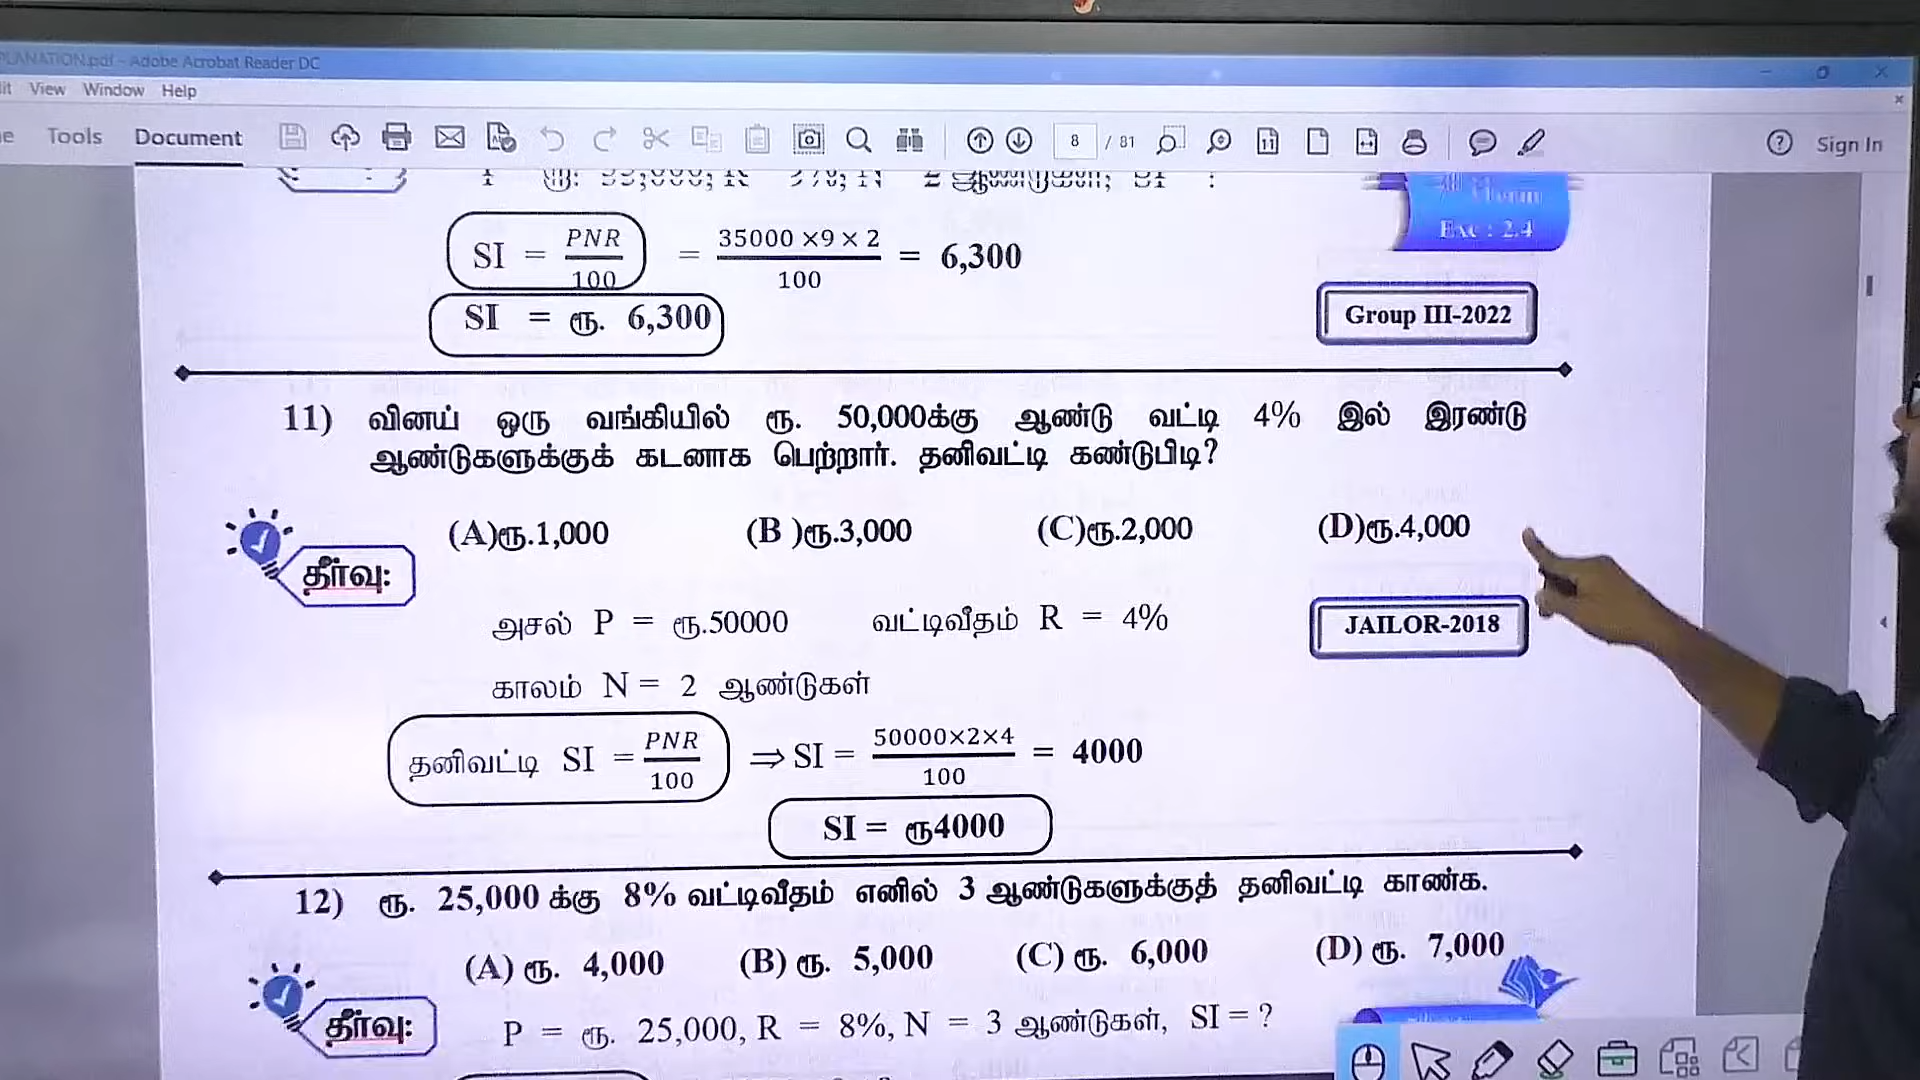 PLANATION.pdf - Adobe Acrobat Reader DC
View Window Help
Tools Document 8 / 81 Sign In
SI = PNR / 100 = 35000 ×9 × 2 / 100 = 6,300
Exc : 2.4
SI = ரூ. 6,300
Group III-2022
11) வினய் ஒரு வங்கியில் ரூ. 50,000க்கு ஆண்டு வட்டி 4% இல் இரண்டு
ஆண்டுகளுக்குக் கடனாக பெற்றார். தனிவட்டி கண்டுபிடி?
(A)ரூ.1,000 (B )ரூ.3,000 (C)ரூ.2,000 (D)ரூ.4,000
தீர்வு:
அசல் P = ரூ.50000 வட்டிவீதம் R = 4%
JAILOR-2018
காலம் N = 2 ஆண்டுகள்
தனிவட்டி SI = PNR / 100 ⇒ SI = 50000×2×4 / 100 = 4000
SI = ரூ4000
12) ரூ. 25,000 க்கு 8% வட்டிவீதம் எனில் 3 ஆண்டுகளுக்குத் தனிவட்டி காண்க.
(A) ரூ. 4,000 (B) ரூ. 5,000 (C) ரூ. 6,000 (D) ரூ. 7,000
தீர்வு:
P = ரூ. 25,000, R = 8%, N = 3 ஆண்டுகள், SI = ?